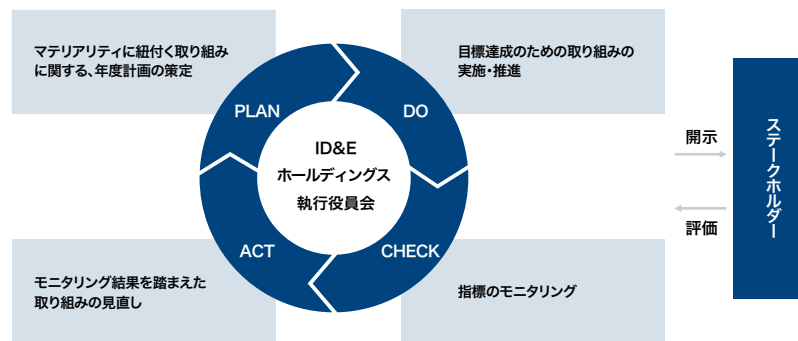 マテリアリティに紐付く取り組み
に関する、年度計画の策定
目標達成のための取り組みの
実施・推進
PLAN
DO
ID&E
ホールディングス
執行役員会
ACT
CHECK
モニタリング結果を踏まえた
取り組みの見直し
指標のモニタリング
開示
評価
ステークホルダー